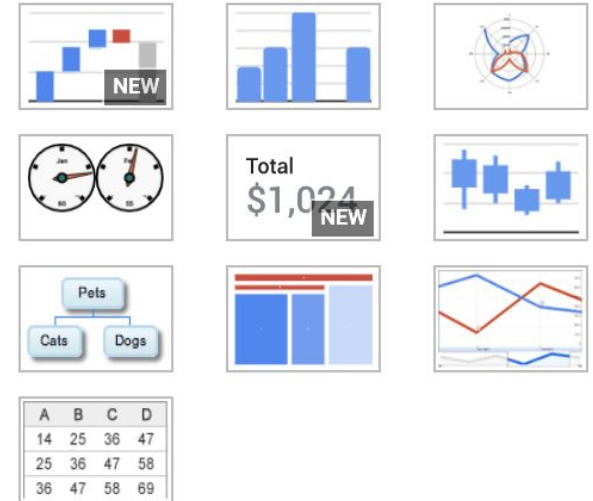 NEW
Jan
Total
$1,024
NEW
Pets
Cats Dogs
A B C D
14 25 36 47
25 36 47 58
36 47 58 69